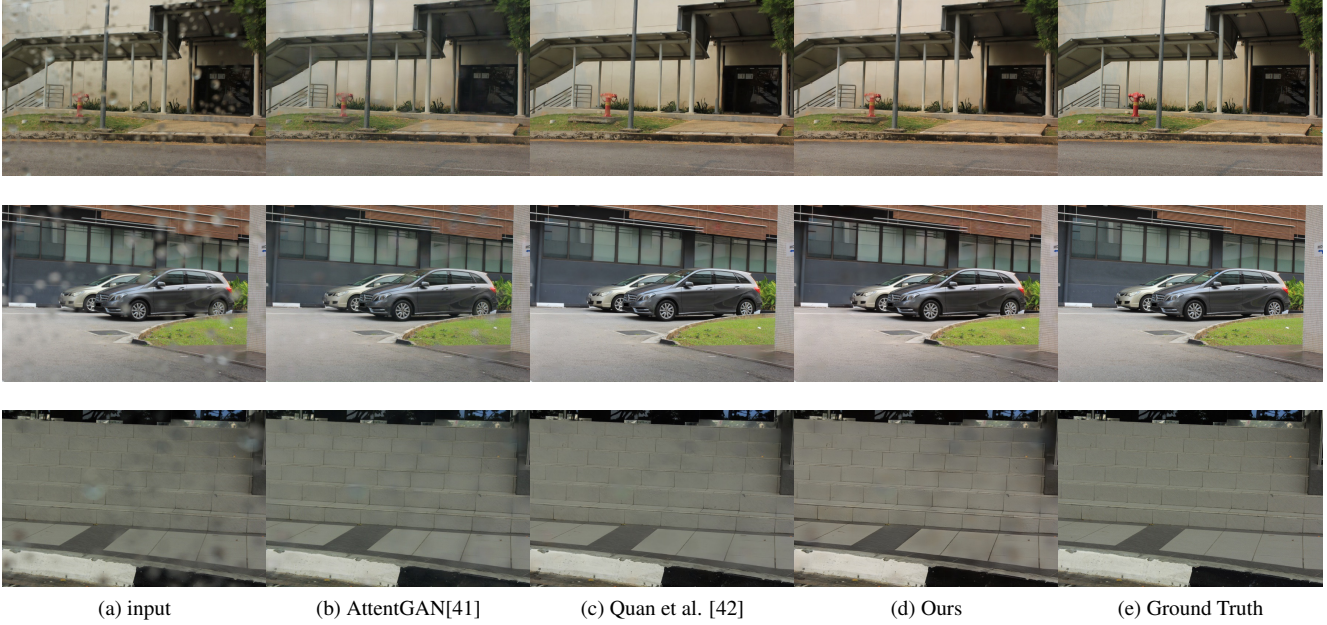 (a) input
(b) AttentGAN[41]
(c) Quan et al. [42]
(d) Ours
(e) Ground Truth